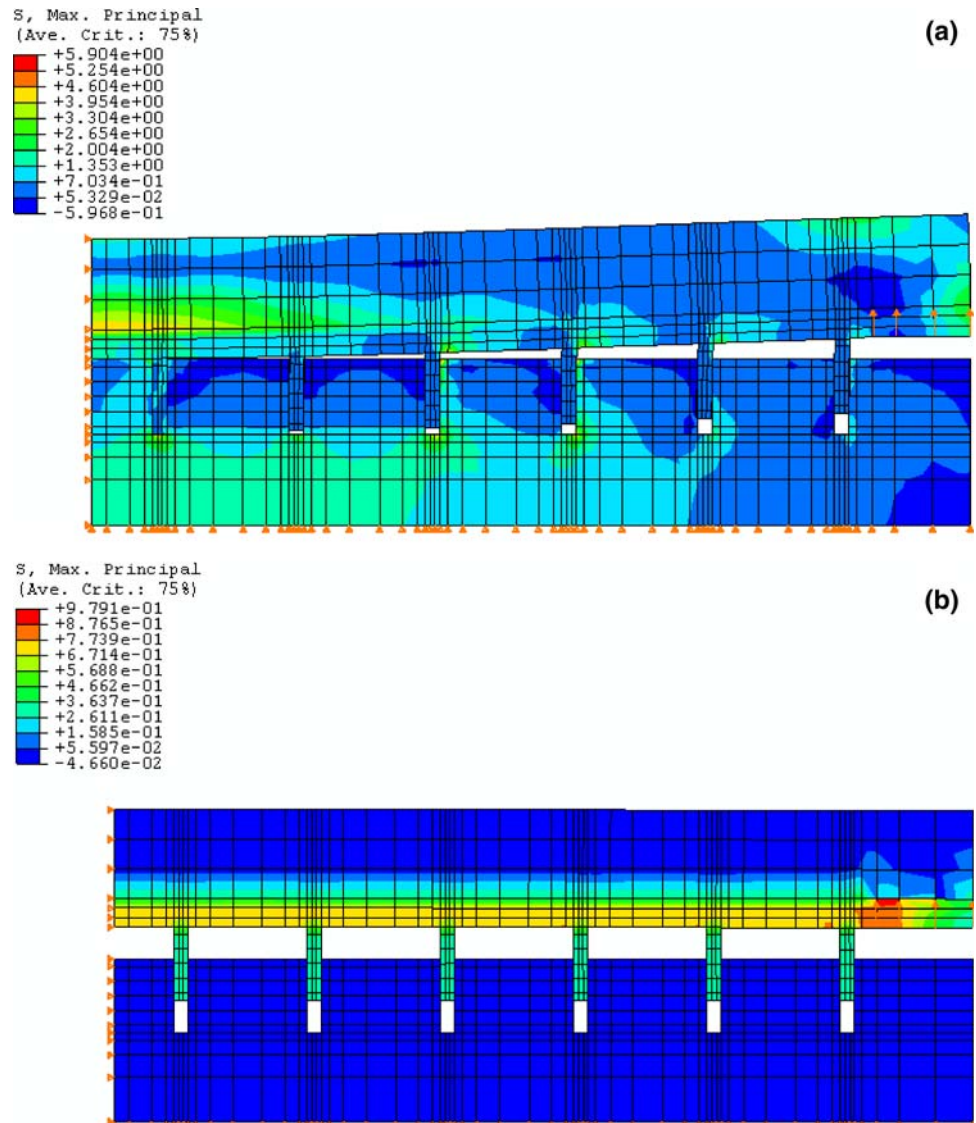 S, Max. Principal
(Ave. Crit.: 75%)
+5.904e+00
+5.254e+00
+4.604e+00
+3.954e+00
+3.304e+00
+2.654e+00
+2.004e+00
+1.353e+00
+7.034e-01
+5.329e-02
-5.968e-01
(a)
S, Max. Principal
(Ave. Crit.: 75%)
+9.791e-01
+8.765e-01
+7.739e-01
+6.714e-01
+5.688e-01
+4.662e-01
+3.637e-01
+2.611e-01
+1.585e-01
+5.597e-02
-4.660e-02
(b)